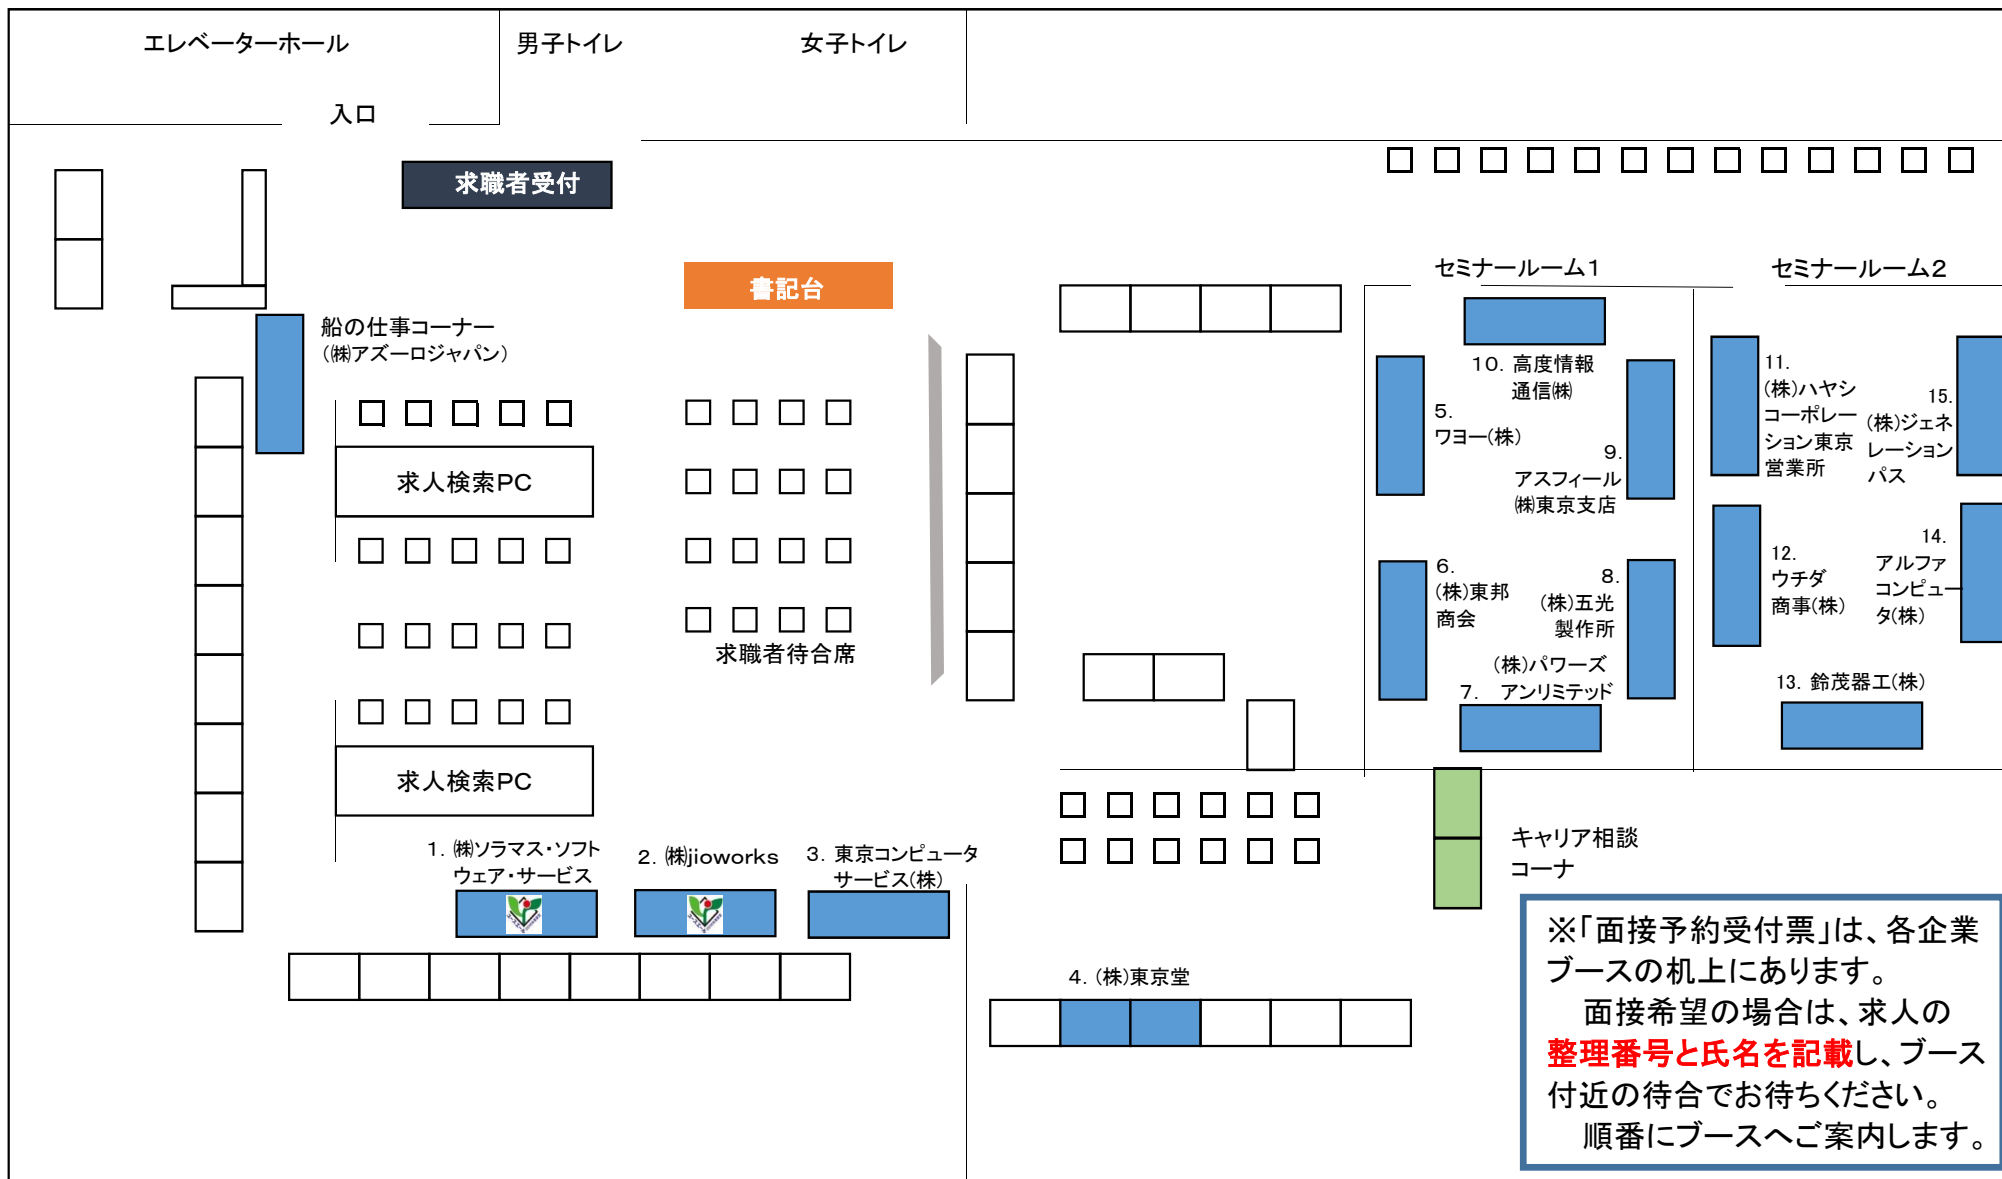 エレベーターホール
男子トイレ
女子トイレ
入口
求職者受付
書記台
船の仕事コーナー
(㈱アズーロジャパン)
求人検索PC
求人検索PC
求職者待合席
1. ㈱ソラマス・ソフト
ウェア・サービス
2. ㈱jioworks
3. 東京コンピュータ
サービス(株)
4. (株)東京堂
セミナールーム1
10. 高度情報
通信㈱
5.
ワヨー(株)
9.
アスフィール
㈱東京支店
6.
(株)東邦
商会
8.
(株)五光
製作所
(株)パワーズ
7. アンリミテッド
セミナールーム2
11.
(株)ハヤシ
コーポレー
ション東京
営業所
15.
(株)ジェネ
レーション
パス
12.
ウチダ
商事(株)
14.
アルファ
コンピュー
タ(株)
13. 鈴茂器工(株)
キャリア相談
コーナ
※「面接予約受付票」は、各企業
ブースの机上にあります。
面接希望の場合は、求人の
整理番号と氏名を記載し、ブース
付近の待合でお待ちください。
順番にブースへご案内します。